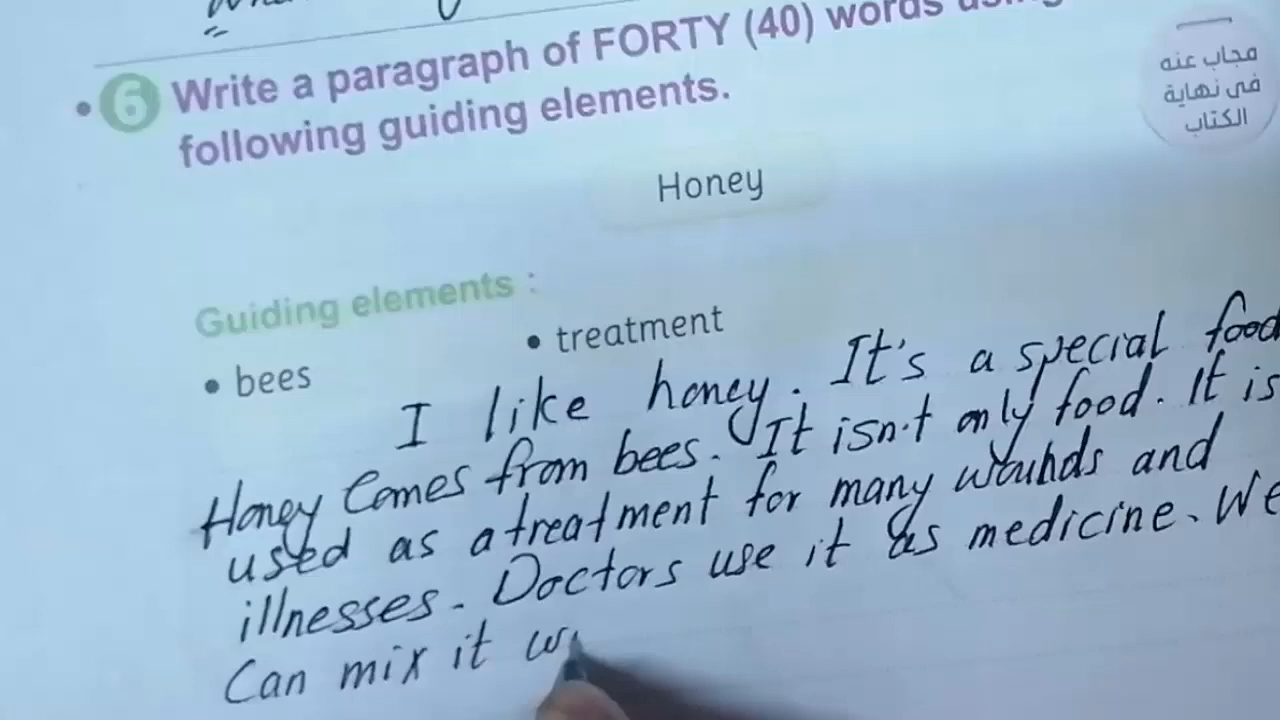 • 6 Write a paragraph of FORTY (40) words
following guiding elements.
مجاب عنه
في نهاية
الكتاب
Honey
Guiding elements :
• bees • treatment
I like honey. It's a special food
Honey Comes from bees. It isn't only food. It is
used as a treatment for many wounds and
illnesses. Doctors use it as medicine. We
Can mix it